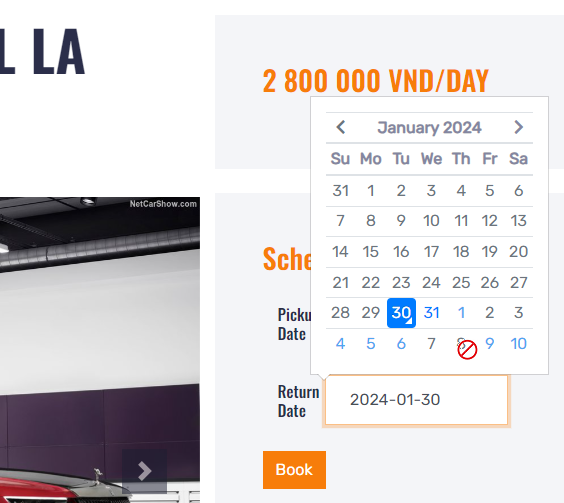 L LA
2 800 000 VND/DAY
January 2024
Su Mo Tu We Th Fr Sa
31 1 2 3 4 5 6
7 8 9 10 11 12 13
14 15 16 17 18 19 20
21 22 23 24 25 26 27
28 29 30 31 1 2 3
4 5 6 7 8 9 10
NetCarShow.com
Sche
Picku
Date
Return
Date
2024-01-30
Book